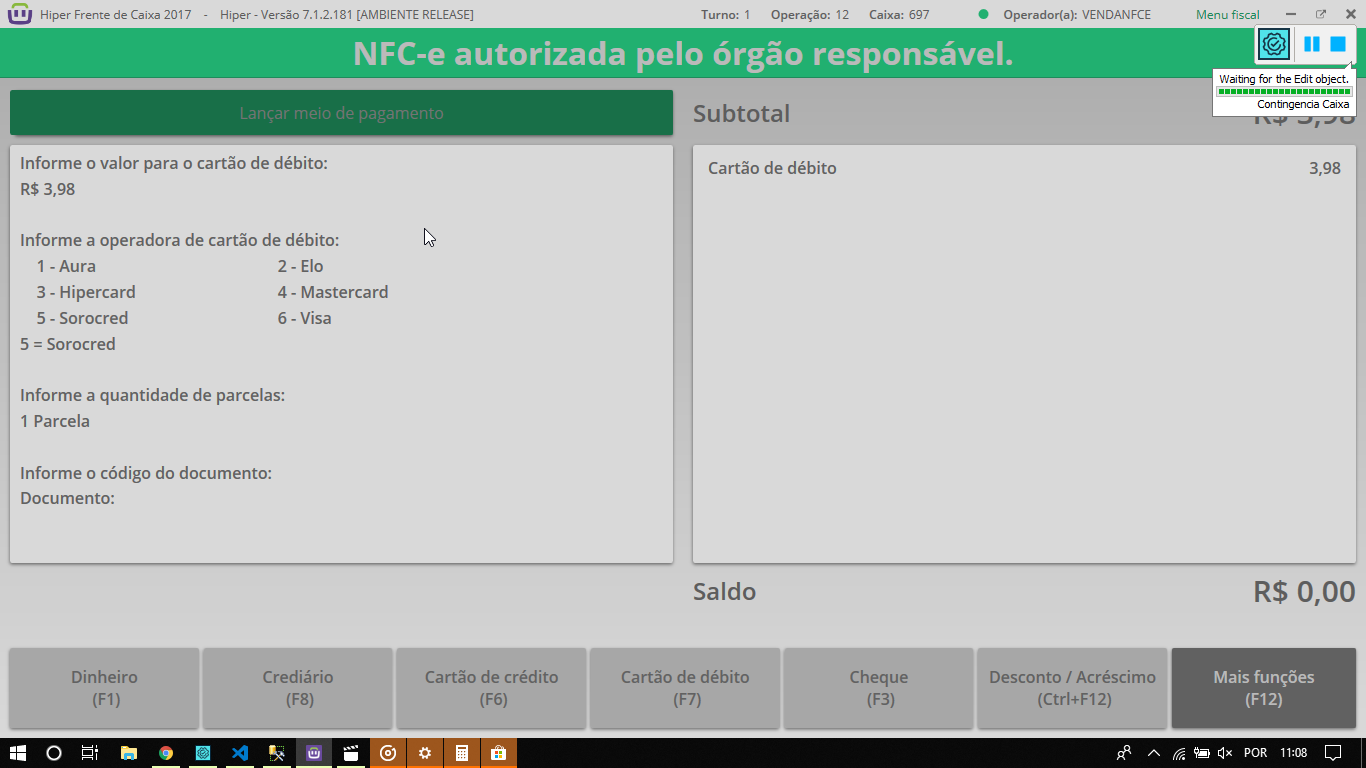 Hiper Frente de Caixa 2017 - Hiper - Versão 7.1.2.181 [AMBIENTE RELEASE] Turno: 1 Operação: 12 Caixa: 697 Operador(a): VENDANFCE Menu fiscal
NFC-e autorizada pelo órgão responsável.
Waiting for the Edit object.
Contingencia Caixa
Lançar meio de pagamento
Subtotal R$ 3,98
Informe o valor para o cartão de débito:
R$ 3,98
Informe a operadora de cartão de débito:
1 - Aura 2 - Elo
3 - Hipercard 4 - Mastercard
5 - Sorocred 6 - Visa
5 = Sorocred
Informe a quantidade de parcelas:
1 Parcela
Informe o código do documento:
Documento:
Cartão de débito 3,98
Saldo R$ 0,00
Dinheiro
(F1)
Crediário
(F8)
Cartão de crédito
(F6)
Cartão de débito
(F7)
Cheque
(F3)
Desconto / Acréscimo
(Ctrl+F12)
Mais funções
(F12)
POR 11:08